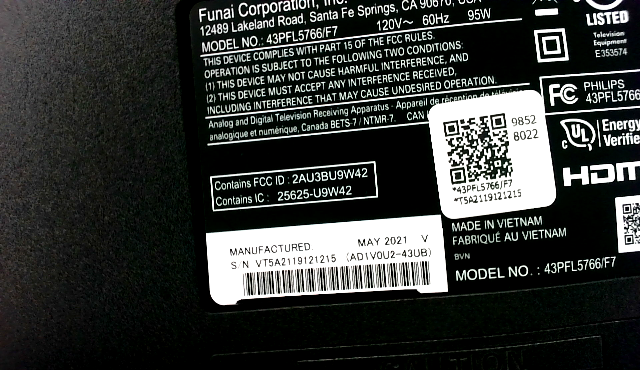 Funai Corporation, Inc.
12489 Lakeland Road, Santa Fe Springs, CA 90670, USA
MODEL NO. : 43PFL5766/F7 120V~ 60Hz 95W
THIS DEVICE COMPLIES WITH PART 15 OF THE FCC RULES.
OPERATION IS SUBJECT TO THE FOLLOWING TWO CONDITIONS:
(1) THIS DEVICE MAY NOT CAUSE HARMFUL INTERFERENCE, AND
(2) THIS DEVICE MUST ACCEPT ANY INTERFERENCE RECEIVED,
INCLUDING INTERFERENCE THAT MAY CAUSE UNDESIRED OPERATION.
Analog and Digital Television Receiving Apparatus - Appareil de réception de télévision
analogique et numérique, Canada BETS-7 / NTMR-7. CAN
LISTED
Television
Equipment
E353574
FC PHILIPS
43PFL5766
9852
8022
*43PFL5766/F7
*T5A2119121215
UL Energy
Verifie
HDMI
Contains FCC ID : 2AU3BU9W42
Contains IC : 25625-U9W42
MANUFACTURED. MAY 2021 V
S. N. VT5A2119121215 (AD1V0U2-43UB)
MADE IN VIETNAM
FABRIQUÉ AU VIETNAM
BVN
MODEL NO. : 43PFL5766/F7
CAUTION